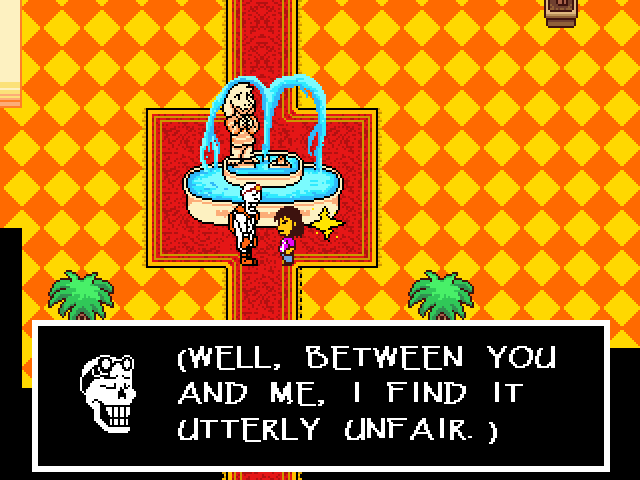 (WELL, BETWEEN YOU
AND ME, I FIND IT
UTTERLY UNFAIR. )